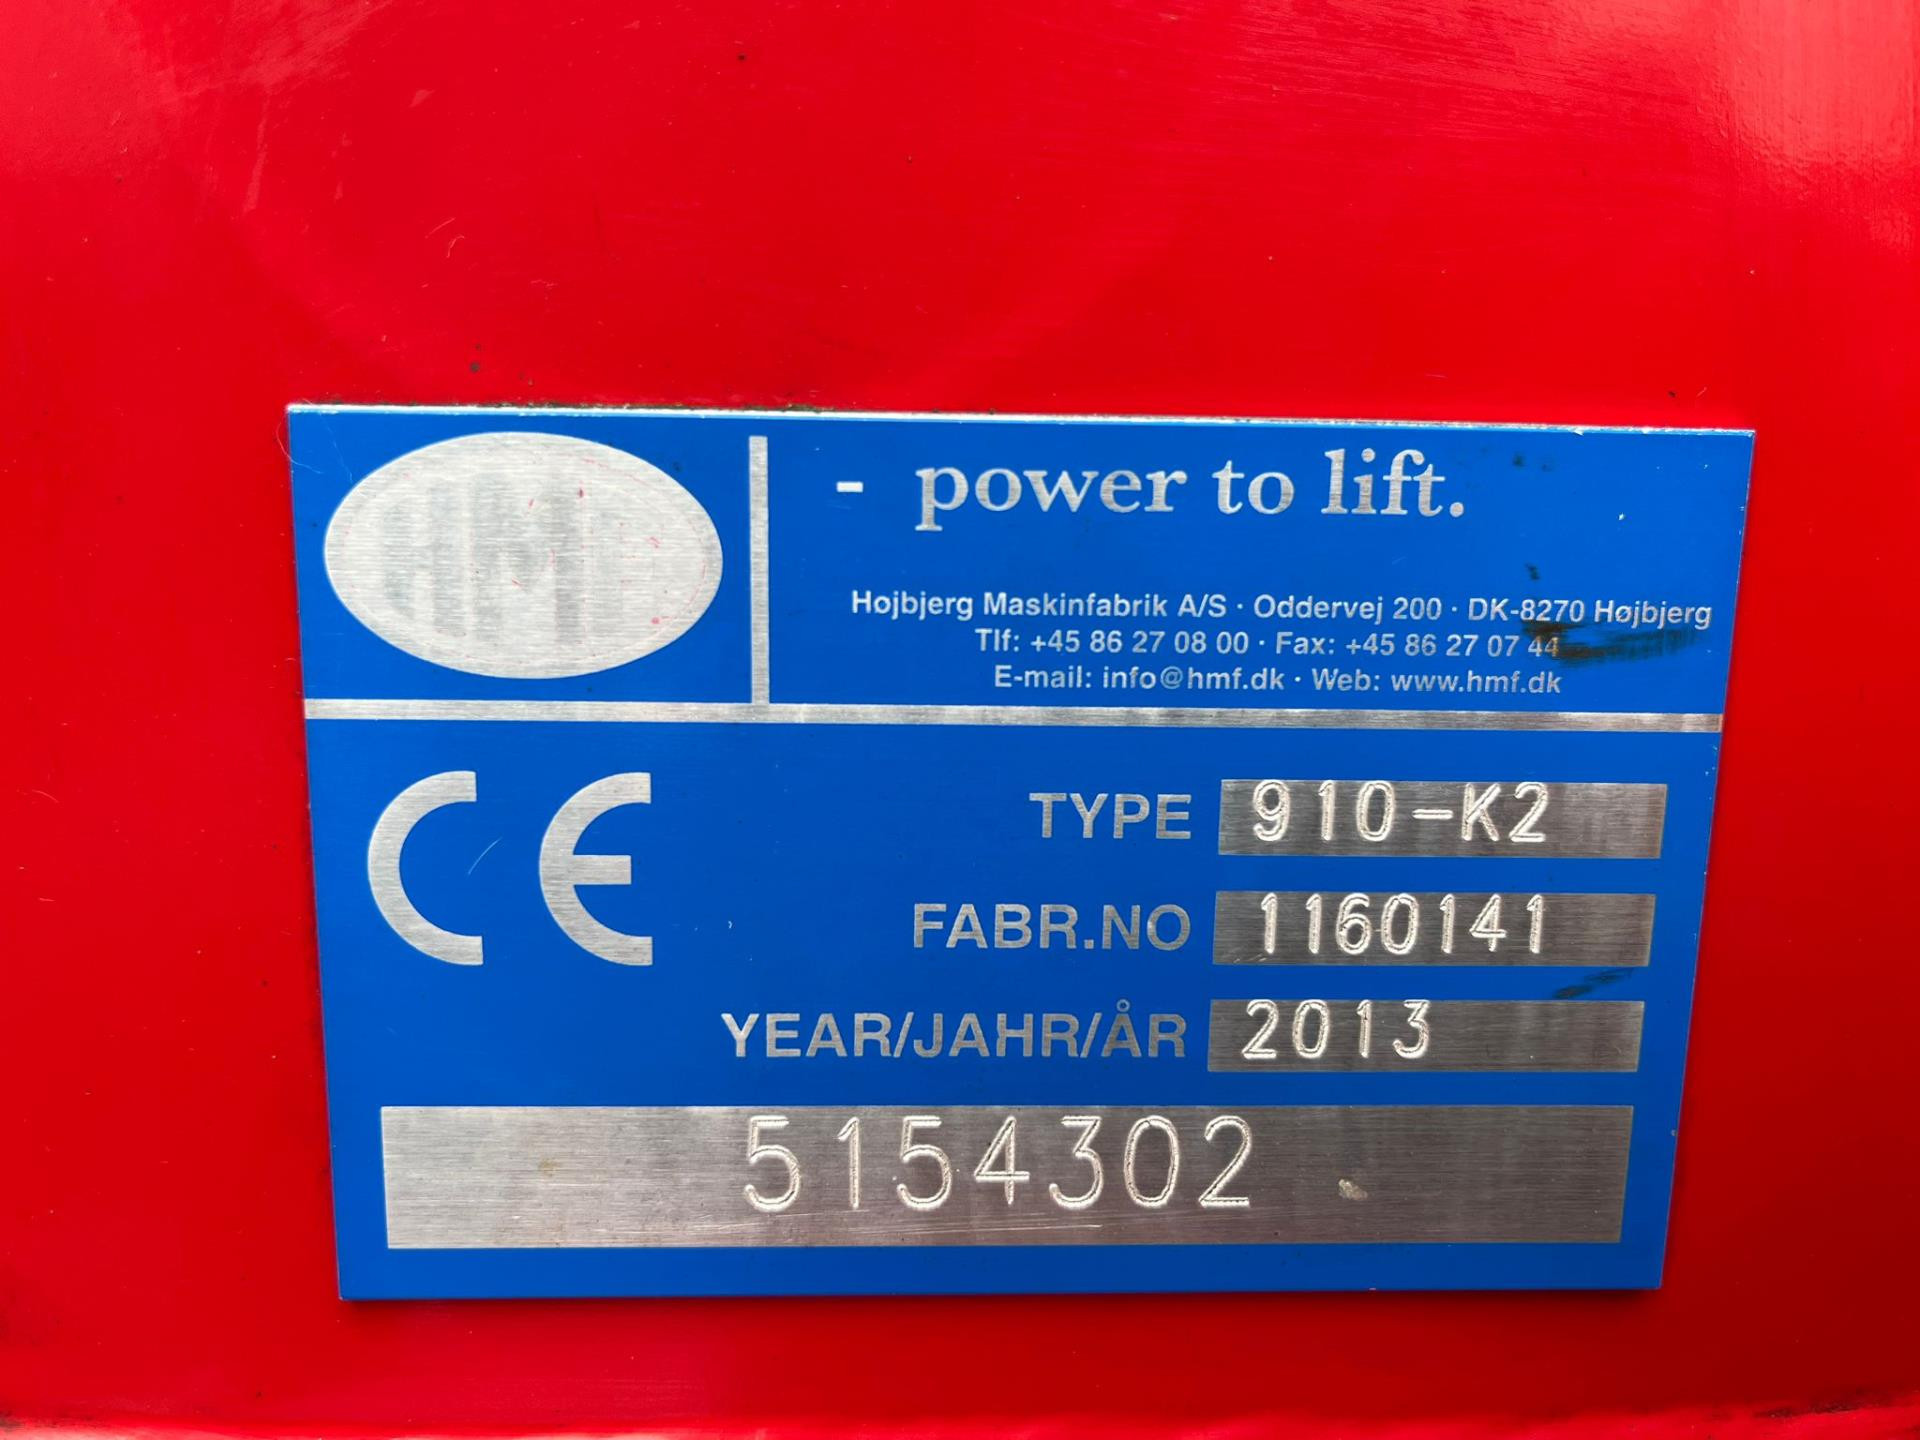 HMF
- power to lift.
Højbjerg Maskinfabrik A/S · Oddervej 200 · DK-8270 Højbjerg
Tlf: +45 86 27 08 00 · Fax: +45 86 27 07 44
E-mail: info@hmf.dk · Web: www.hmf.dk
CE
TYPE 910-K2
FABR.NO 1160141
YEAR/JAHR/ÅR 2013
5154302